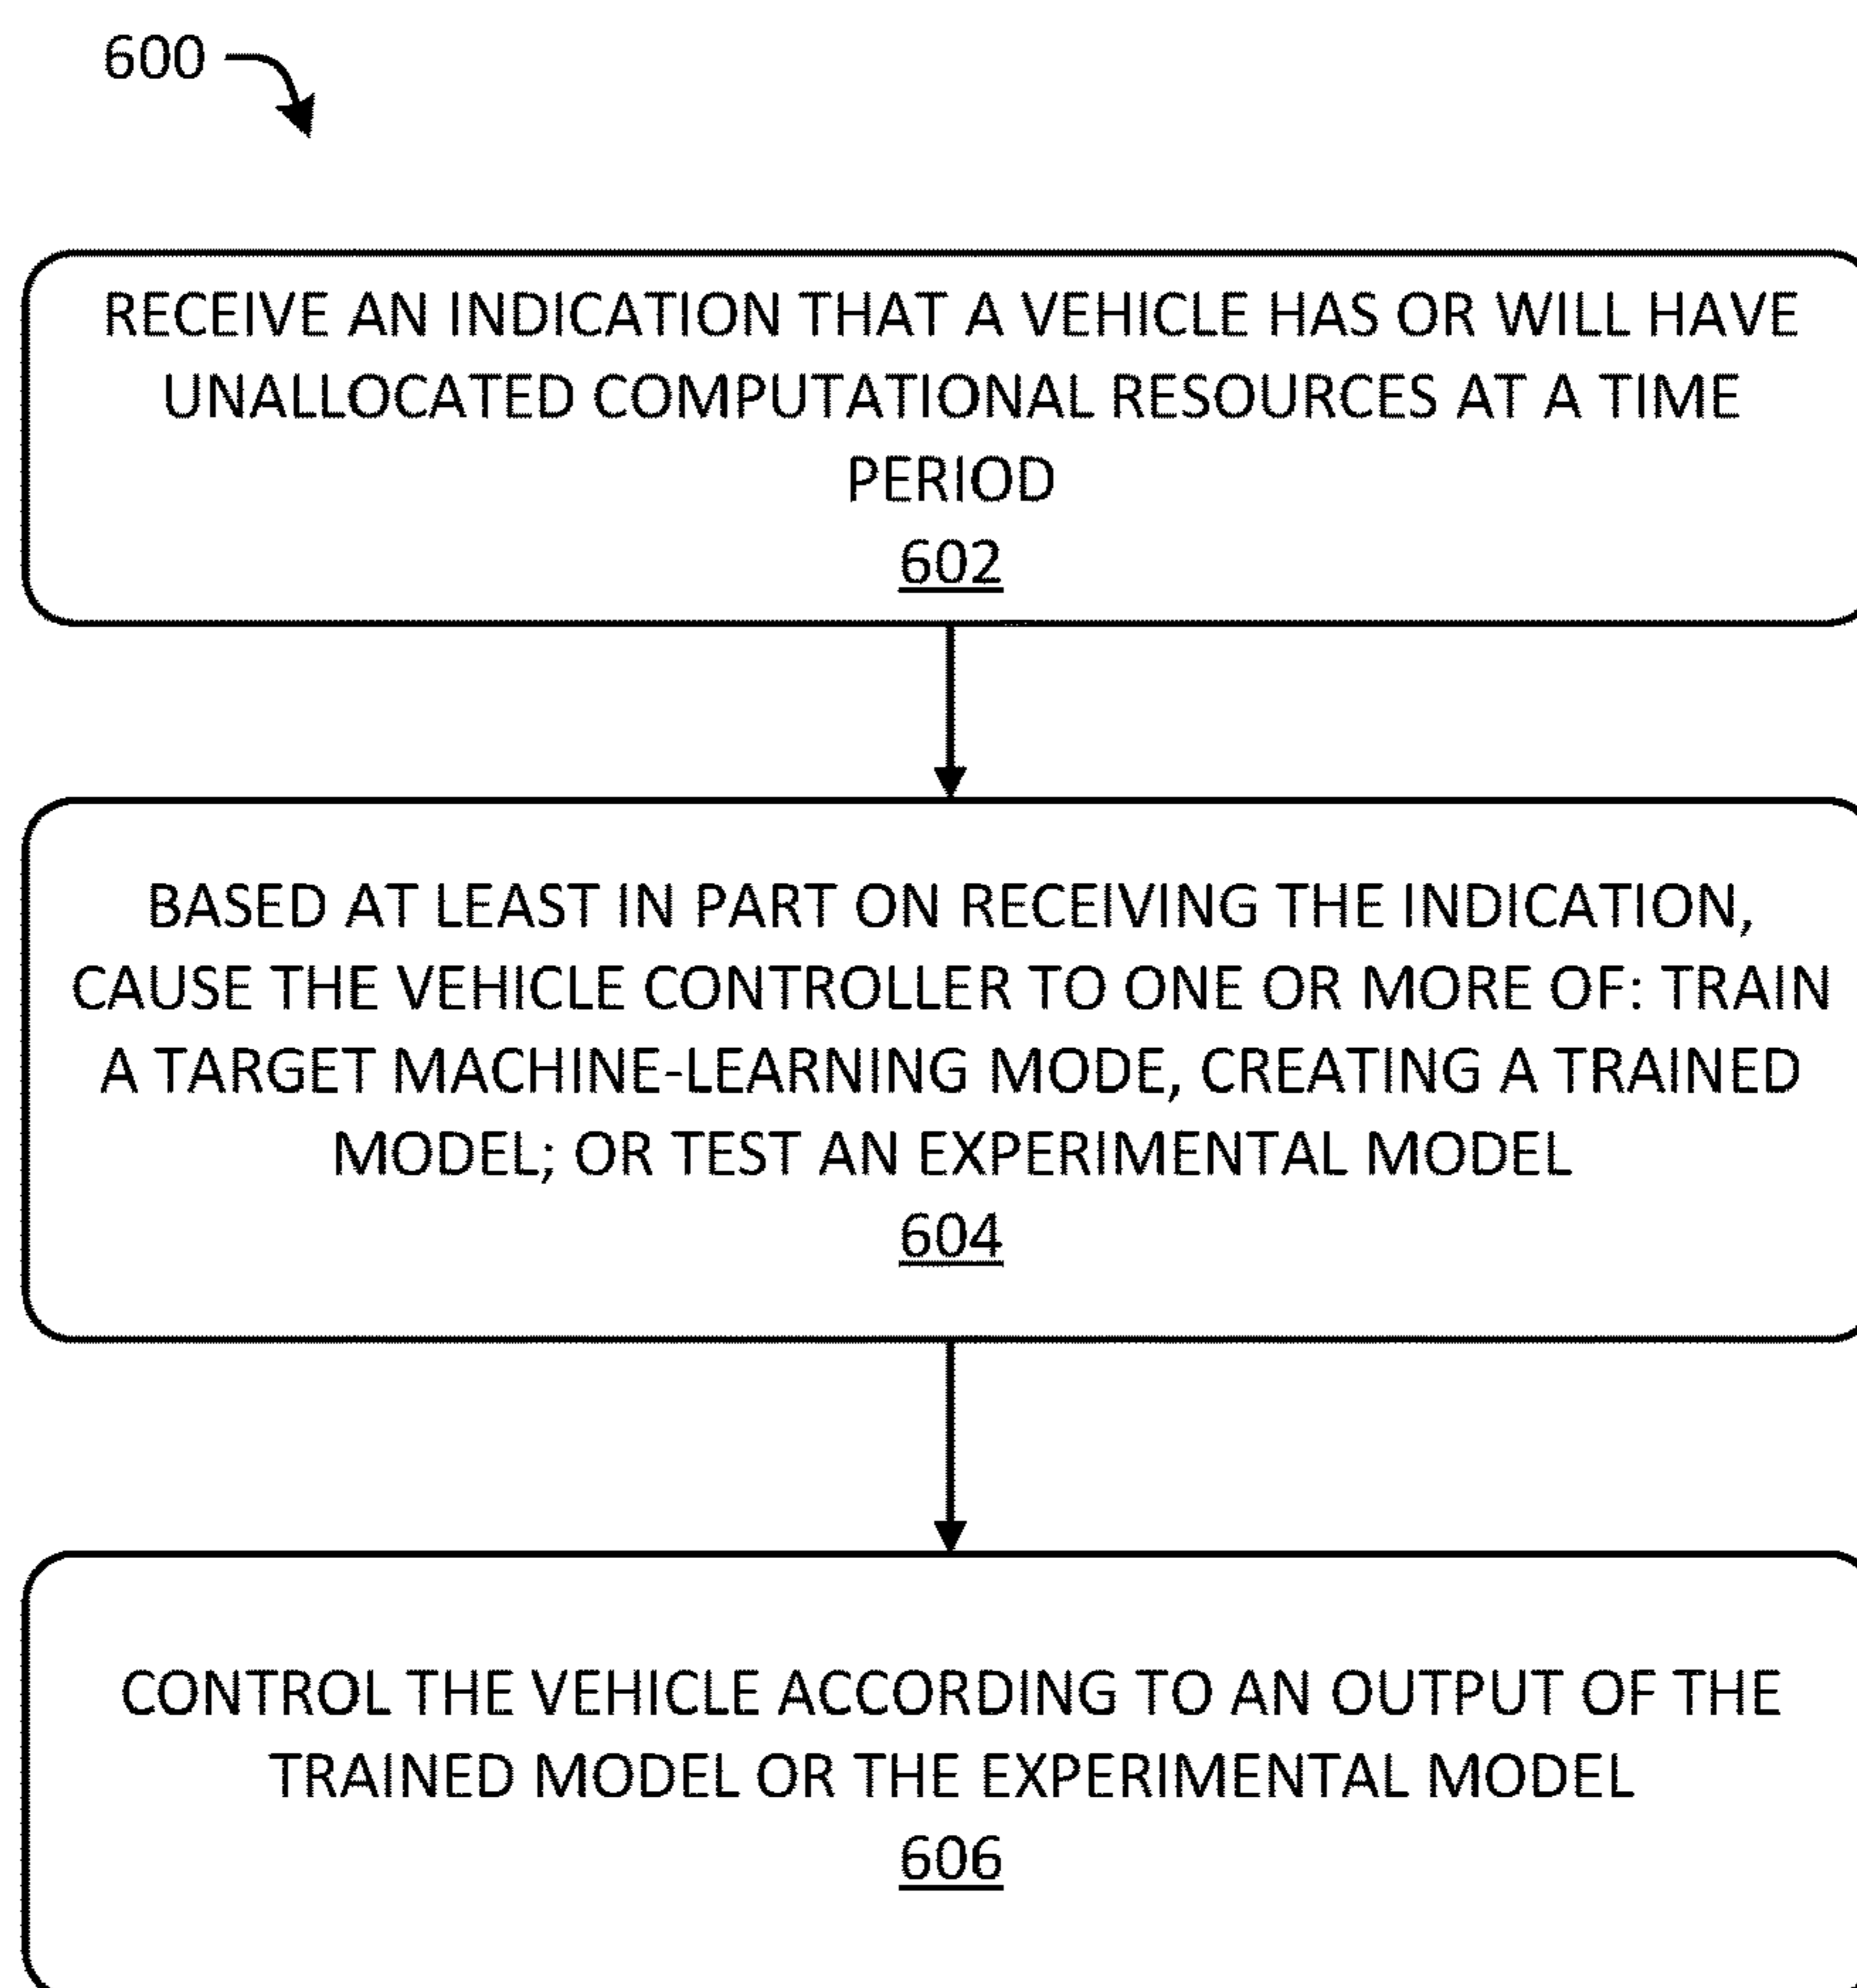 600
RECEIVE AN INDICATION THAT A VEHICLE HAS OR WILL HAVE
UNALLOCATED COMPUTATIONAL RESOURCES AT A TIME
PERIOD
602
BASED AT LEAST IN PART ON RECEIVING THE INDICATION,
CAUSE THE VEHICLE CONTROLLER TO ONE OR MORE OF: TRAIN
A TARGET MACHINE-LEARNING MODE, CREATING A TRAINED
MODEL; OR TEST AN EXPERIMENTAL MODEL
604
CONTROL THE VEHICLE ACCORDING TO AN OUTPUT OF THE
TRAINED MODEL OR THE EXPERIMENTAL MODEL
606